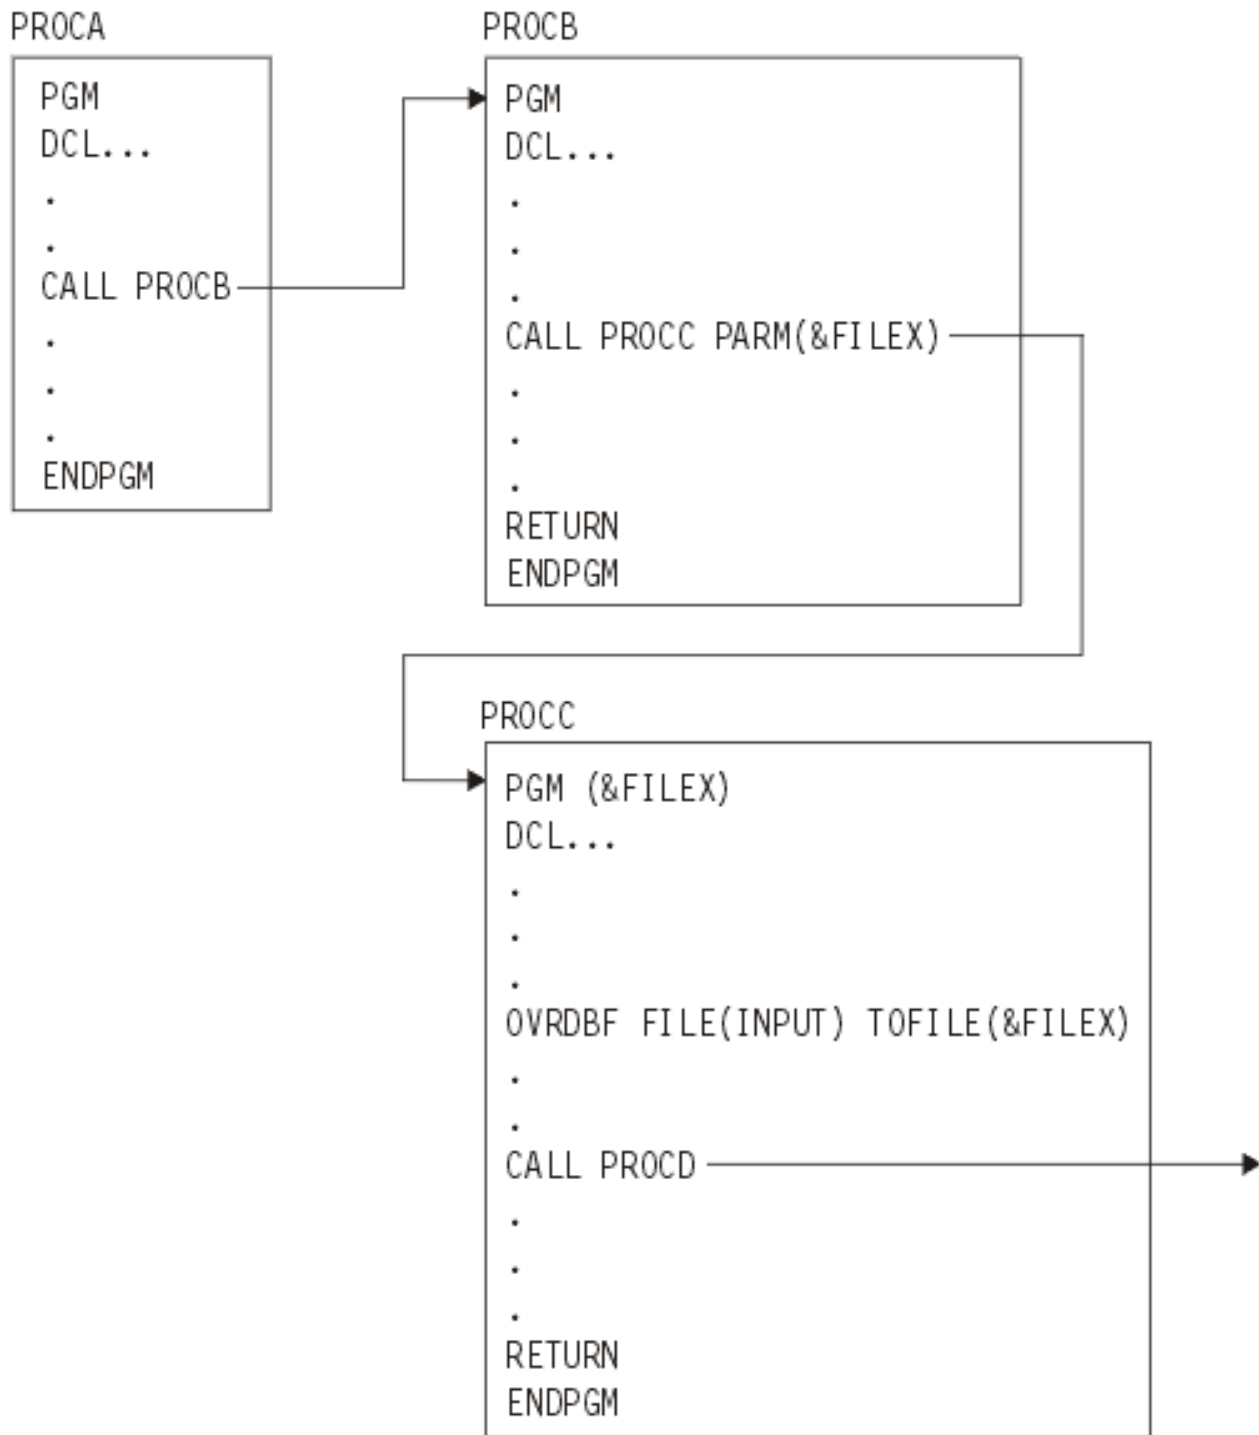 PROCA
PGM
DCL...
.
.
CALL PROCB
.
.
.
ENDPGM
PROCB
PGM
DCL...
.
.
.
CALL PROCC PARM(&FILEX)
.
.
.
RETURN
ENDPGM
PROCC
PGM (&FILEX)
DCL...
.
.
.
OVRDBF FILE(INPUT) TOFILE(&FILEX)
.
.
CALL PROCD
.
.
.
RETURN
ENDPGM